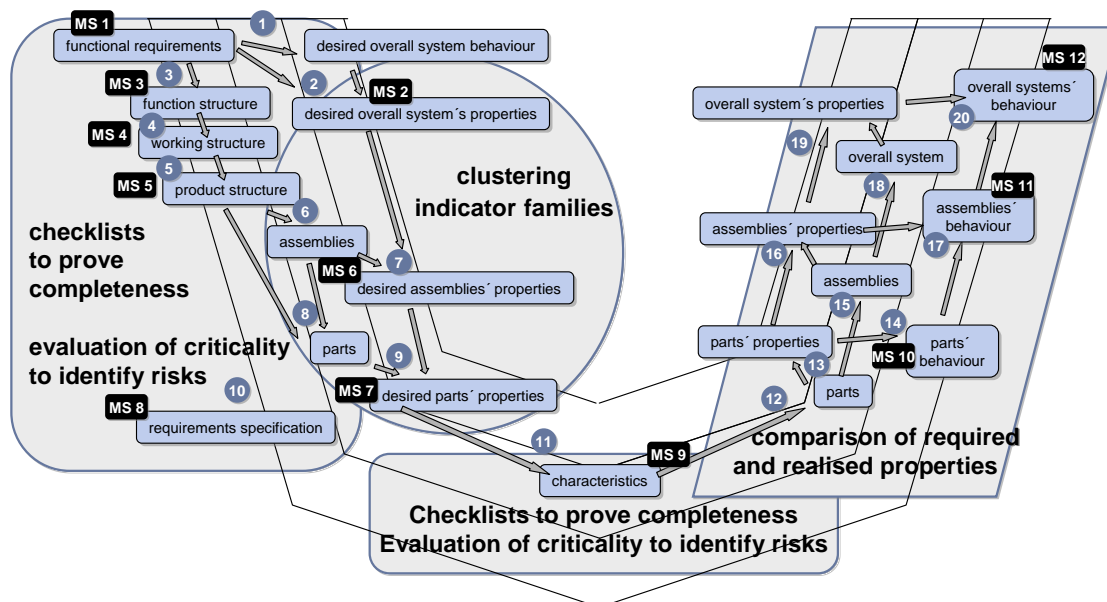 MS 1
1
functional requirements
desired overall system behaviour
3
2
MS 3
MS 2
function structure
desired overall system´s properties
MS 4
4
working structure
5
MS 5
product structure
clustering
indicator families
6
assemblies
checklists
to prove
completeness
MS 6
7
desired assemblies´ properties
8
parts
9
evaluation of criticality
to identify risks
MS 7
desired parts´ properties
10
MS 8
requirements specification
11
MS 9
characteristics
Checklists to prove completeness
Evaluation of criticality to identify risks
MS 12
overall system´s properties
overall systems´
behaviour
20
19
overall system
18
MS 11
assemblies´
behaviour
assemblies´ properties
17
16
assemblies
15
14
parts´ properties
MS 10
parts´
behaviour
13
12
parts
comparison of required
and realised properties